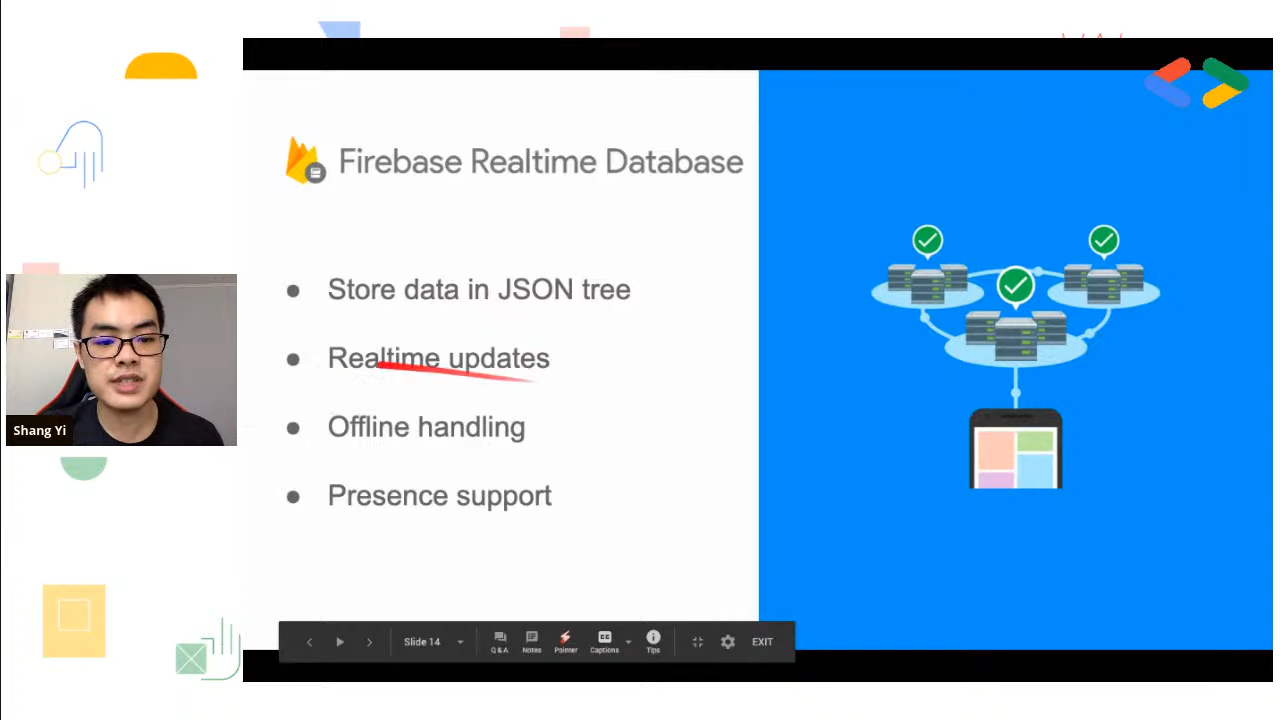 Firebase Realtime Database
Store data in JSON tree
Realtime updates
Offline handling
Presence support
Shang Yi
Slide 14
Q & A
Notes
Pointer
CC
Captions
Tips
EXIT